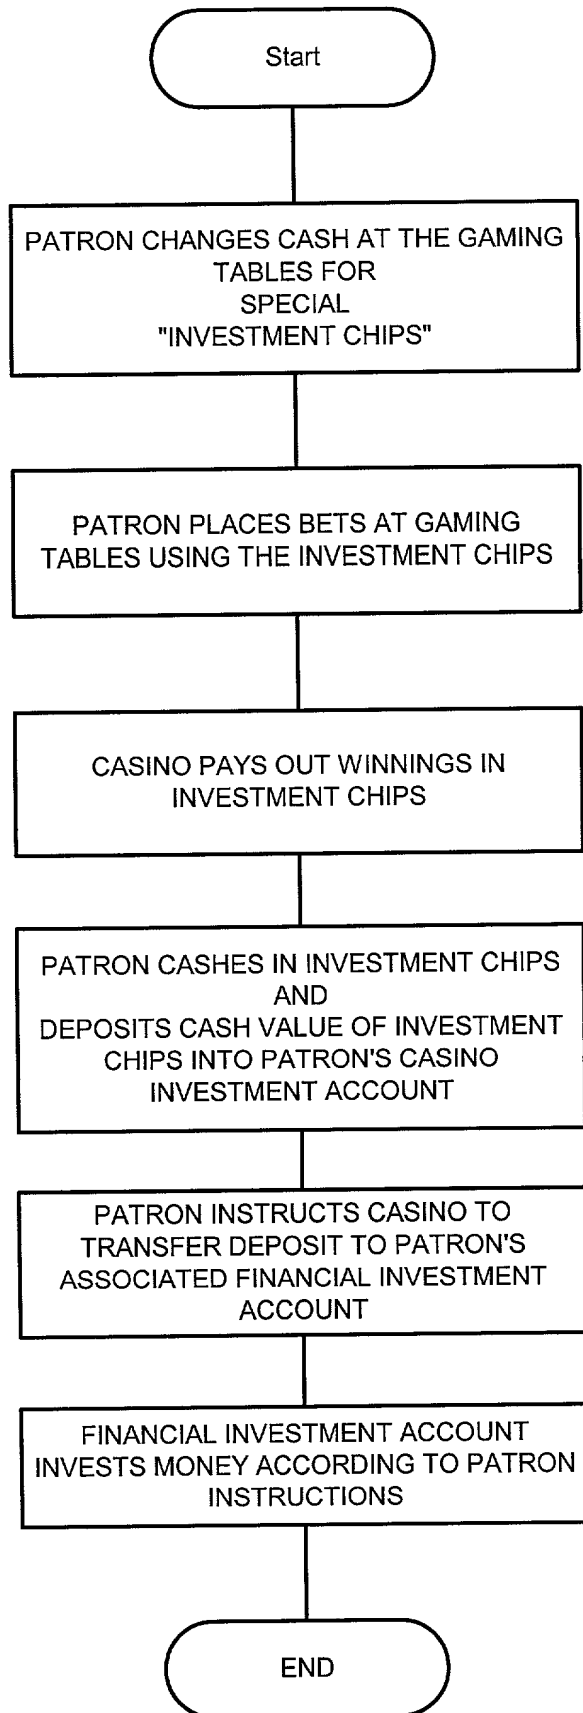 Start
PATRON CHANGES CASH AT THE GAMING
TABLES FOR
SPECIAL
"INVESTMENT CHIPS"
PATRON PLACES BETS AT GAMING
TABLES USING THE INVESTMENT CHIPS
CASINO PAYS OUT WINNINGS IN
INVESTMENT CHIPS
PATRON CASHES IN INVESTMENT CHIPS
AND
DEPOSITS CASH VALUE OF INVESTMENT
CHIPS INTO PATRON'S CASINO
INVESTMENT ACCOUNT
PATRON INSTRUCTS CASINO TO
TRANSFER DEPOSIT TO PATRON'S
ASSOCIATED FINANCIAL INVESTMENT
ACCOUNT
FINANCIAL INVESTMENT ACCOUNT
INVESTS MONEY ACCORDING TO PATRON
INSTRUCTIONS
END